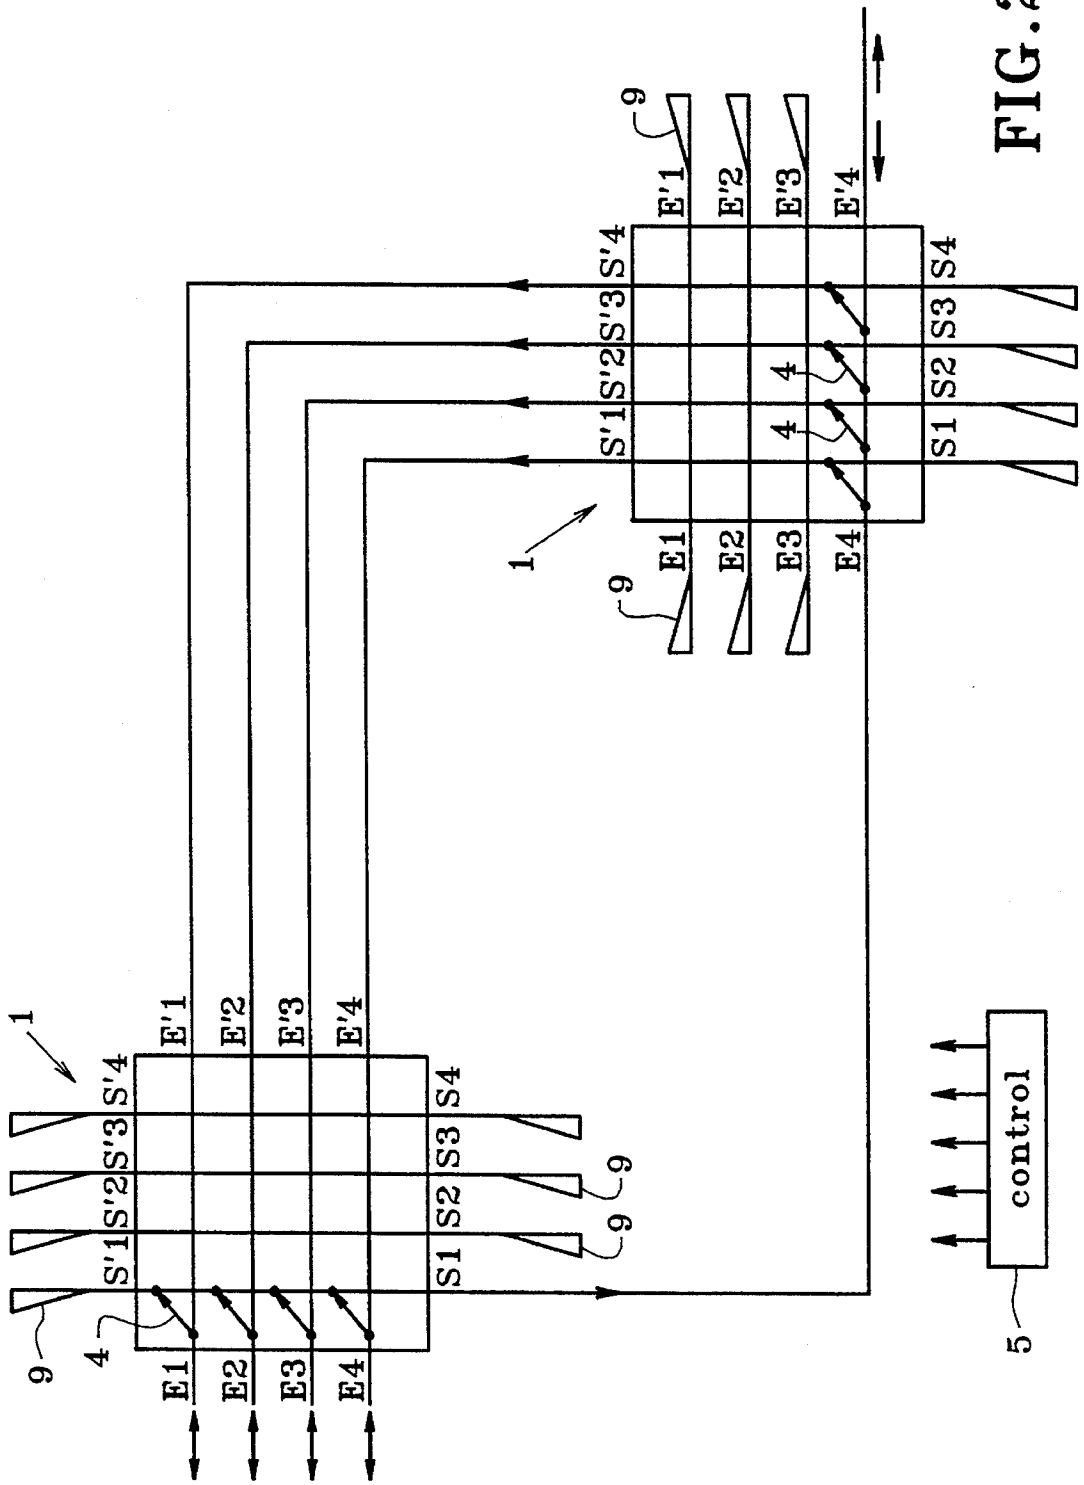 1
9
4
S'1 S'2 S'3 S'4
E1 E'1
E2 E'2
E3 E'3
E4 E'4
S1 S2 S3 S4
9 9
1
9
S'1 S'2 S'3 S'4
9
E1 E'1
E2 E'2
4 4
E3 E'3
E4 E'4
S1 S2 S3 S4
control
5
FIG.2